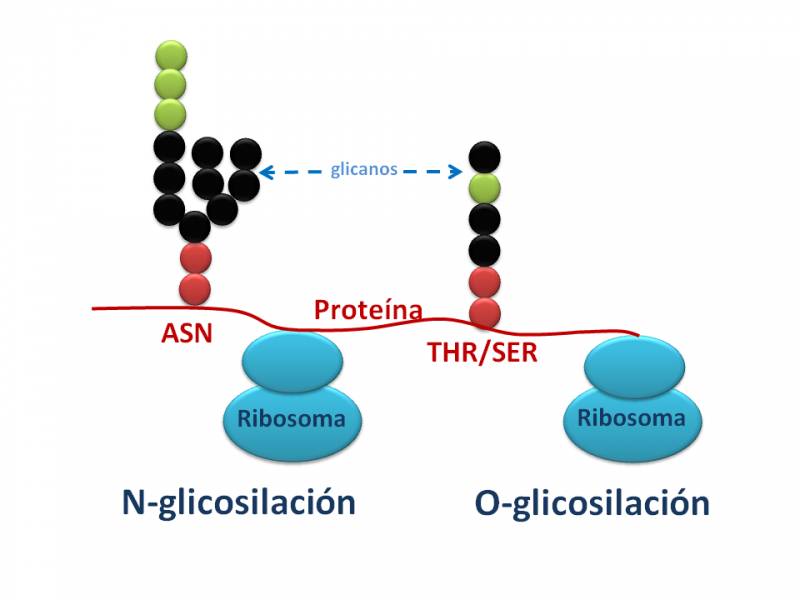 glicanos
Proteína
ASN
THR/SER
Ribosoma
Ribosoma
N-glicosilación
O-glicosilación